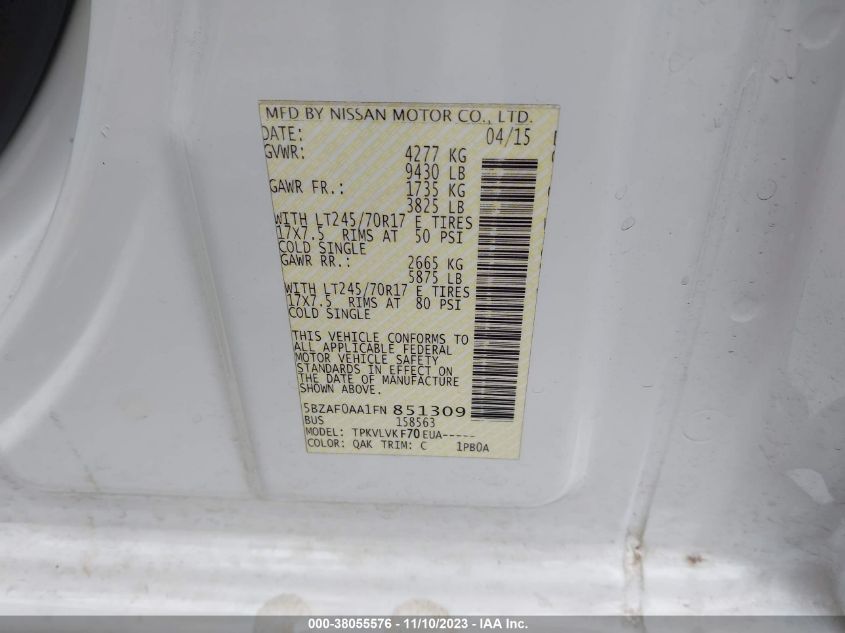 MFD BY NISSAN MOTOR CO., LTD.
DATE: 04/15
GVWR: 4277 KG
9430 LB
GAWR FR.: 1735 KG
3825 LB
WITH LT245/70R17 E TIRES
17X7.5 RIMS AT 50 PSI
COLD SINGLE
GAWR RR.: 2665 KG
5875 LB
WITH LT245/70R17 E TIRES
17X7.5 RIMS AT 80 PSI
COLD SINGLE
THIS VEHICLE CONFORMS TO
ALL APPLICABLE FEDERAL
MOTOR VEHICLE SAFETY
STANDARDS IN EFFECT ON
THE DATE OF MANUFACTURE
SHOWN ABOVE.
5BZAF0AA1FN 851309
BUS 158563
MODEL: TPKVLVKF70EUA-----
COLOR: QAK TRIM: C 1PB0A
000-38055576 - 11/10/2023 - IAA Inc.